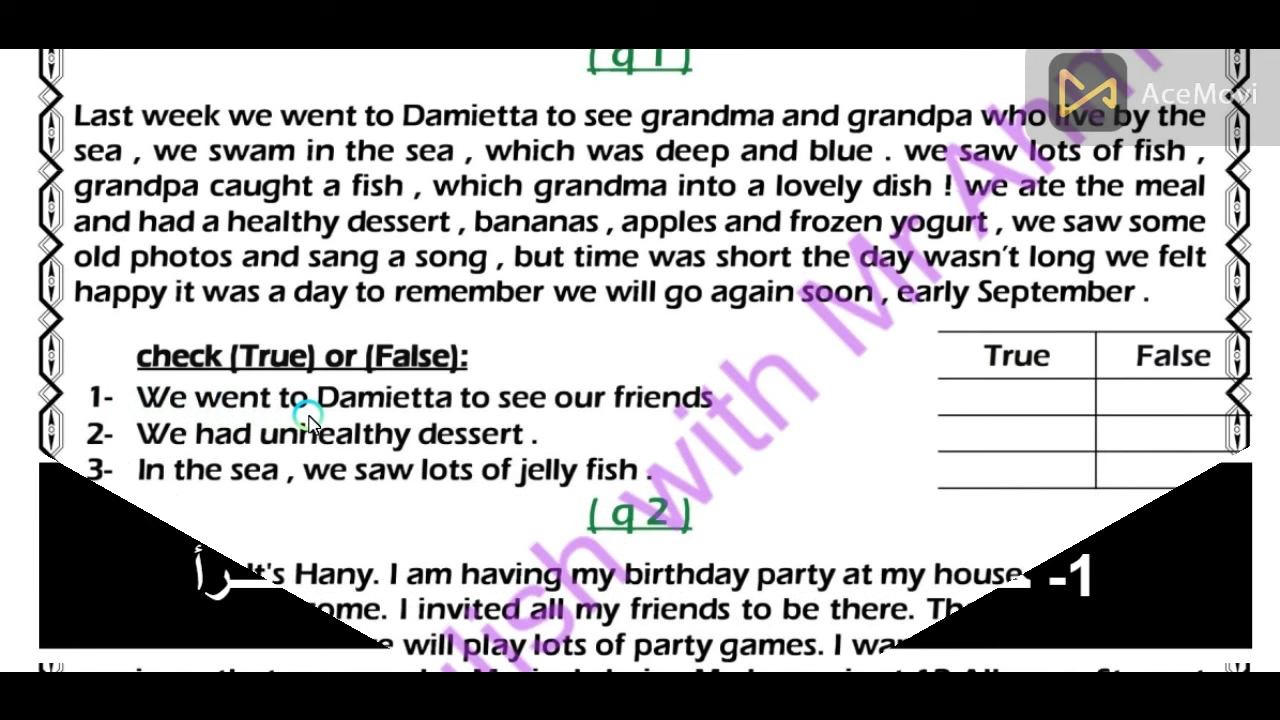 ( q 1 )
AceMovi
Last week we went to Damietta to see grandma and grandpa who live by the
sea , we swam in the sea , which was deep and blue . we saw lots of fish ,
grandpa caught a fish , which grandma into a lovely dish ! we ate the meal
and had a healthy dessert , bananas , apples and frozen yogurt , we saw some
old photos and sang a song , but time was short the day wasn't long we felt
happy it was a day to remember we will go again soon , early September .
check (True) or (False):
True False
1- We went to Damietta to see our friends
2- We had unhealthy dessert .
3- In the sea , we saw lots of jelly fish .
( q 2 )
It's Hany. I am having my birthday party at my house
ome. I invited all my friends to be there.
will play lots of party games. I
-1
with Mr